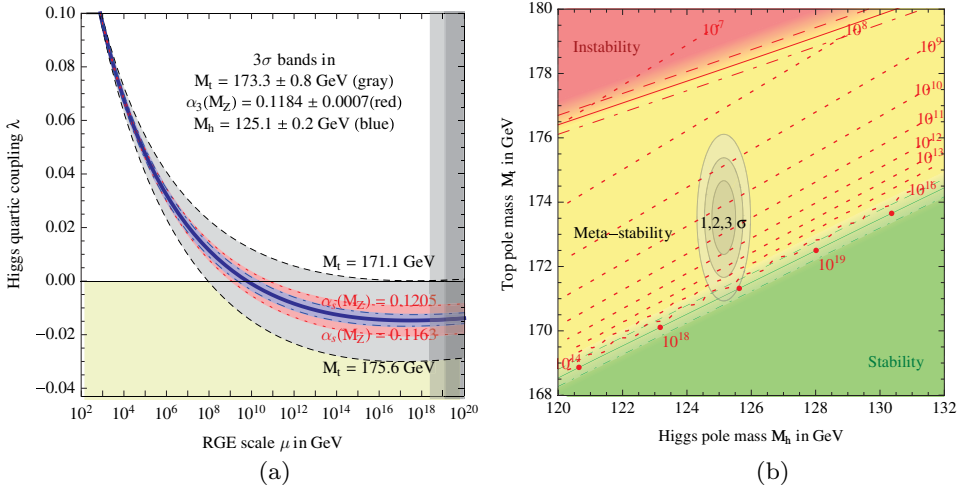 0.10
0.08
0.06
0.04
0.02
0.00
−0.02
−0.04
Higgs quartic coupling λ
3σ bands in
M_t = 173.3 ± 0.8 GeV (gray)
α_3(M_Z) = 0.1184 ± 0.0007(red)
M_h = 125.1 ± 0.2 GeV (blue)
M_t = 171.1 GeV
α_s(M_Z) = 0.1205
α_s(M_Z) = 0.1163
M_t = 175.6 GeV
10^2 10^4 10^6 10^8 10^10 10^12 10^14 10^16 10^18 10^20
RGE scale μ in GeV
(a)
180
178
176
174
172
170
168
Top pole mass M_t in GeV
Instability
10^7
10^8
10^9
10^10
10^11
10^12
10^13
10^16
1,2,3 σ
Meta−stability
10^19
10^18
10^14
Stability
120 122 124 126 128 130 132
Higgs pole mass M_h in GeV
(b)